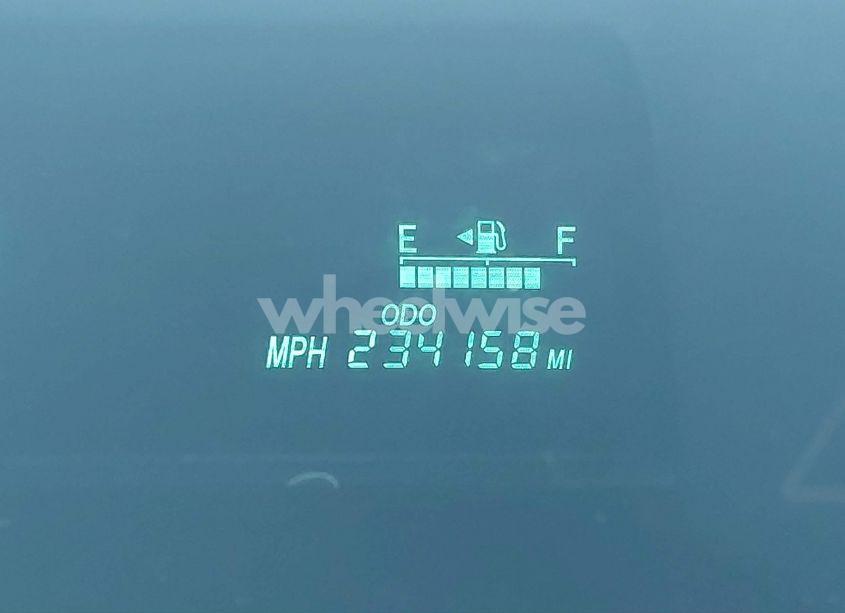 E F
wheelwise
ODO
MPH 234158 MI